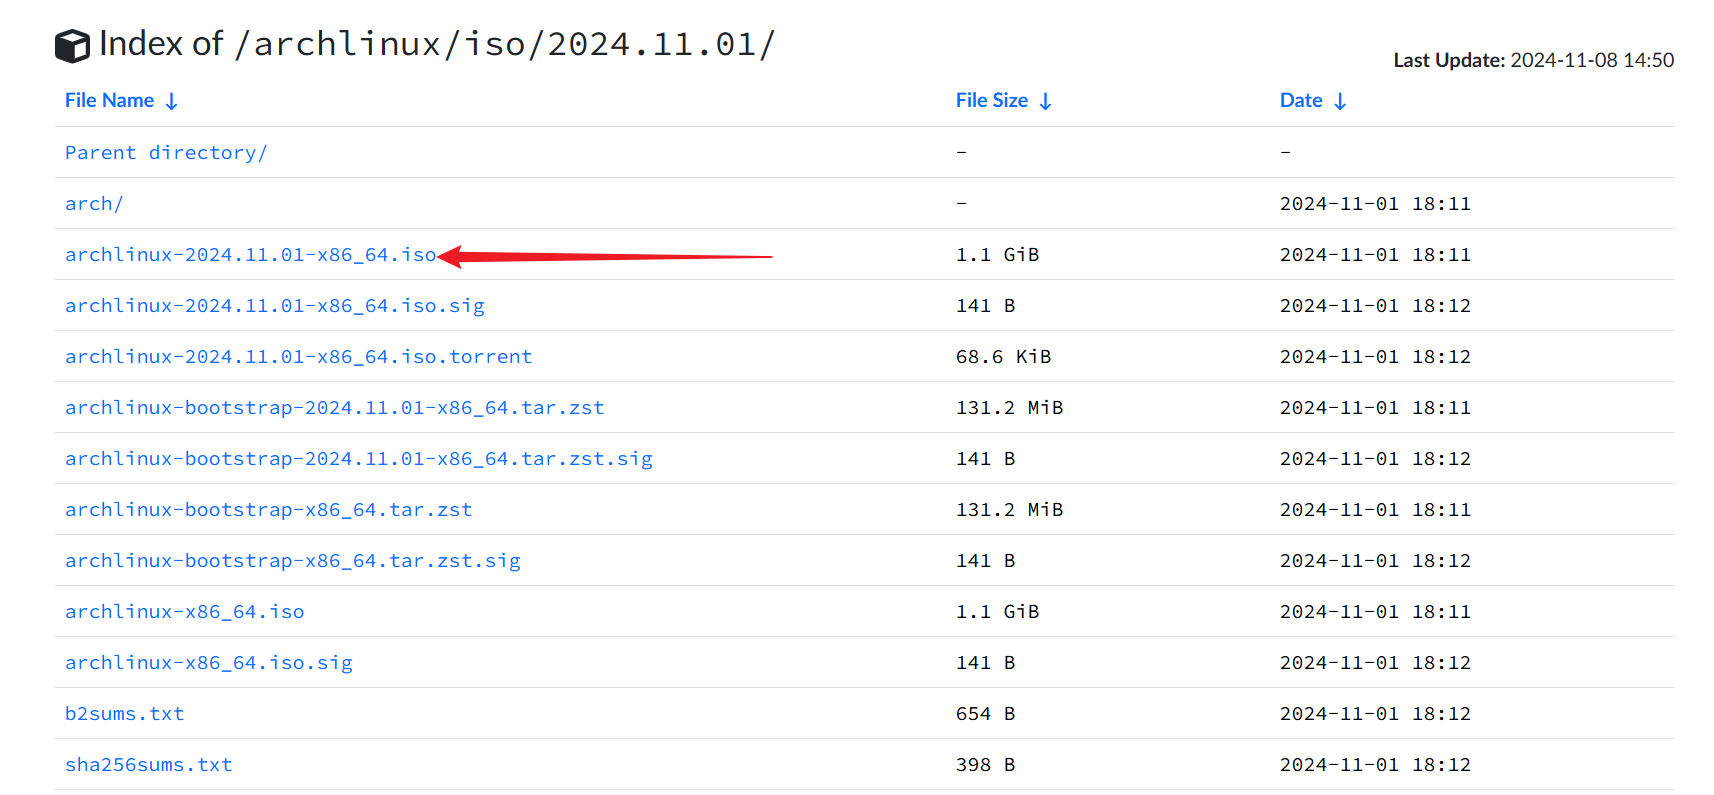 Index of /archlinux/iso/2024.11.01/
Last Update: 2024-11-08 14:50
File Name ↓ File Size ↓ Date ↓
Parent directory/ - -
arch/ - 2024-11-01 18:11
archlinux-2024.11.01-x86_64.iso 1.1 GiB 2024-11-01 18:11
archlinux-2024.11.01-x86_64.iso.sig 141 B 2024-11-01 18:12
archlinux-2024.11.01-x86_64.iso.torrent 68.6 KiB 2024-11-01 18:12
archlinux-bootstrap-2024.11.01-x86_64.tar.zst 131.2 MiB 2024-11-01 18:11
archlinux-bootstrap-2024.11.01-x86_64.tar.zst.sig 141 B 2024-11-01 18:12
archlinux-bootstrap-x86_64.tar.zst 131.2 MiB 2024-11-01 18:11
archlinux-bootstrap-x86_64.tar.zst.sig 141 B 2024-11-01 18:12
archlinux-x86_64.iso 1.1 GiB 2024-11-01 18:11
archlinux-x86_64.iso.sig 141 B 2024-11-01 18:12
b2sums.txt 654 B 2024-11-01 18:12
sha256sums.txt 398 B 2024-11-01 18:12